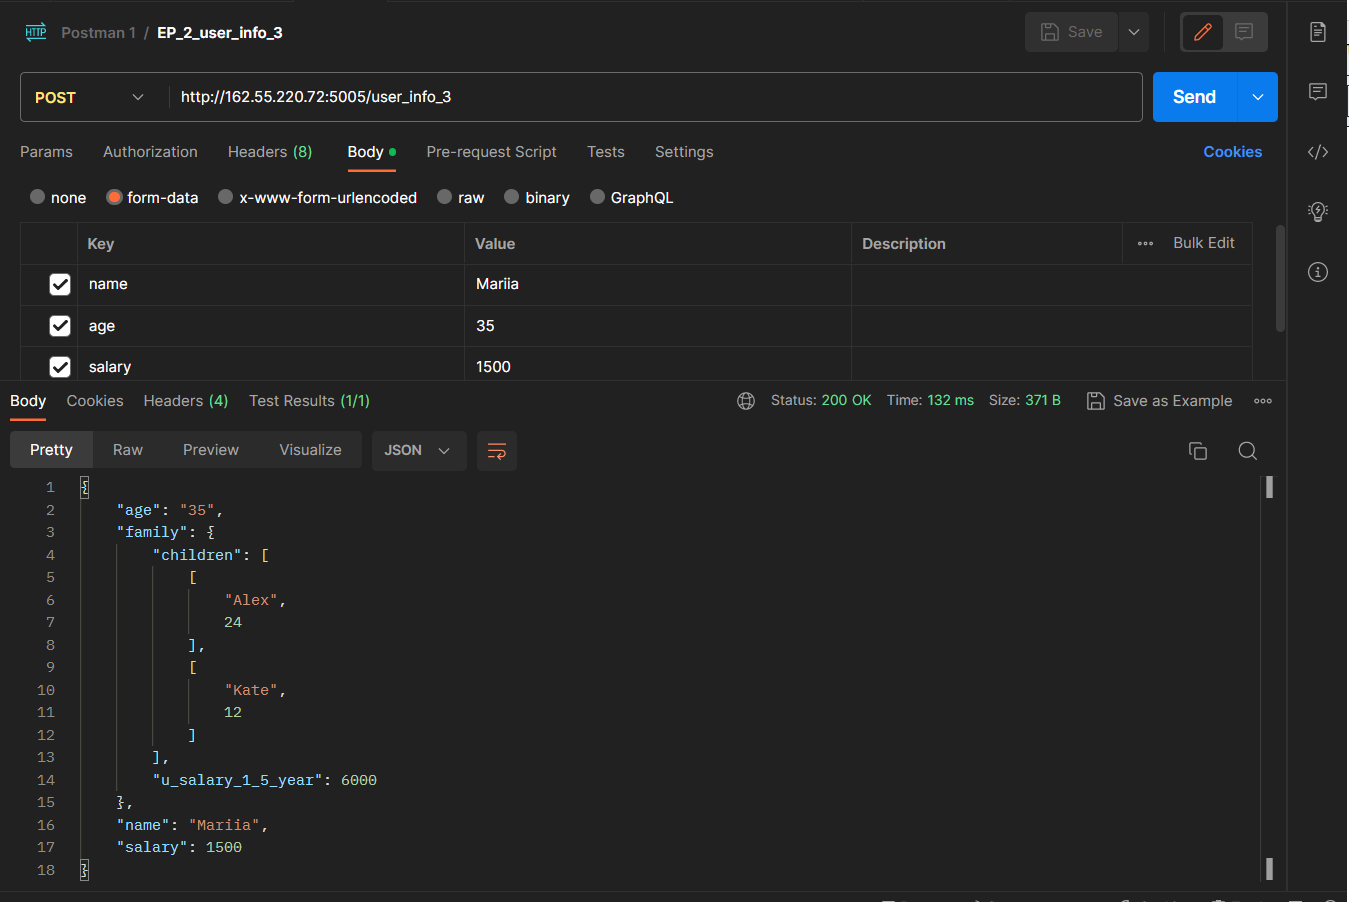 HTTP Postman 1 / EP_2_user_info_3 Save
POST http://162.55.220.72:5005/user_info_3 Send
Params Authorization Headers (8) Body Pre-request Script Tests Settings Cookies
none form-data x-www-form-urlencoded raw binary GraphQL
Key Value Description Bulk Edit
name Mariia
age 35
salary 1500
Body Cookies Headers (4) Test Results (1/1) Status: 200 OK Time: 132 ms Size: 371 B Save as Example
Pretty Raw Preview Visualize JSON
1 {
2 "age": "35",
3 "family": {
4 "children": [
5 [
6 "Alex",
7 24
8 ],
9 [
10 "Kate",
11 12
12 ]
13 ],
14 "u_salary_1_5_year": 6000
15 },
16 "name": "Mariia",
17 "salary": 1500
18 }